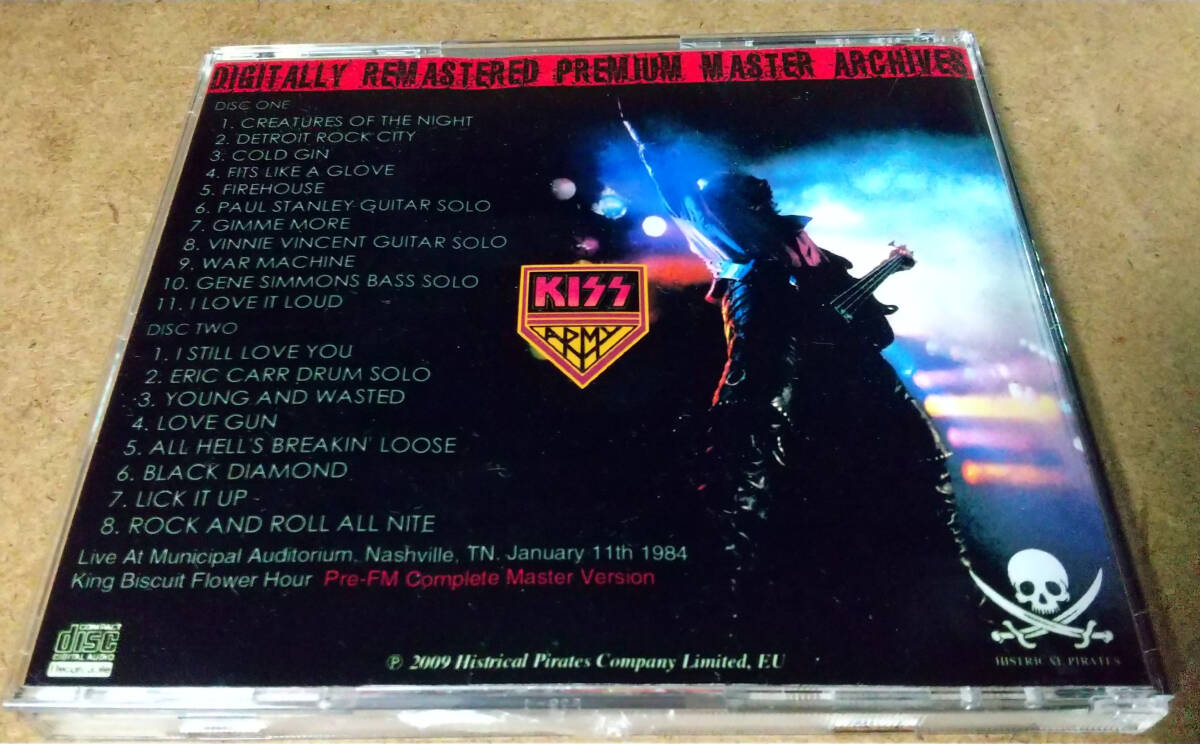 DIGITALLY REMASTERED PREMIUM MASTER ARCHIVES
DISC ONE
1. CREATURES OF THE NIGHT
2. DETROIT ROCK CITY
3. COLD GIN
4. FITS LIKE A GLOVE
5. FIREHOUSE
6. PAUL STANLEY GUITAR SOLO
7. GIMME MORE
8. VINNIE VINCENT GUITAR SOLO
9. WAR MACHINE
10. GENE SIMMONS BASS SOLO
11. I LOVE IT LOUD
DISC TWO
1. I STILL LOVE YOU
2. ERIC CARR DRUM SOLO
3. YOUNG AND WASTED
4. LOVE GUN
5. ALL HELL'S BREAKIN' LOOSE
6. BLACK DIAMOND
7. LICK IT UP
8. ROCK AND ROLL ALL NITE
KISS
ARMY
Live At Municipal Auditorium, Nashville, TN. January 11th 1984
King Biscuit Flower Hour Pre-FM Complete Master Version
COMPACT
disc
DIGITAL AUDIO
℗ 2009 Histrical Pirates Company Limited, EU
HISTRICAL PIRATES